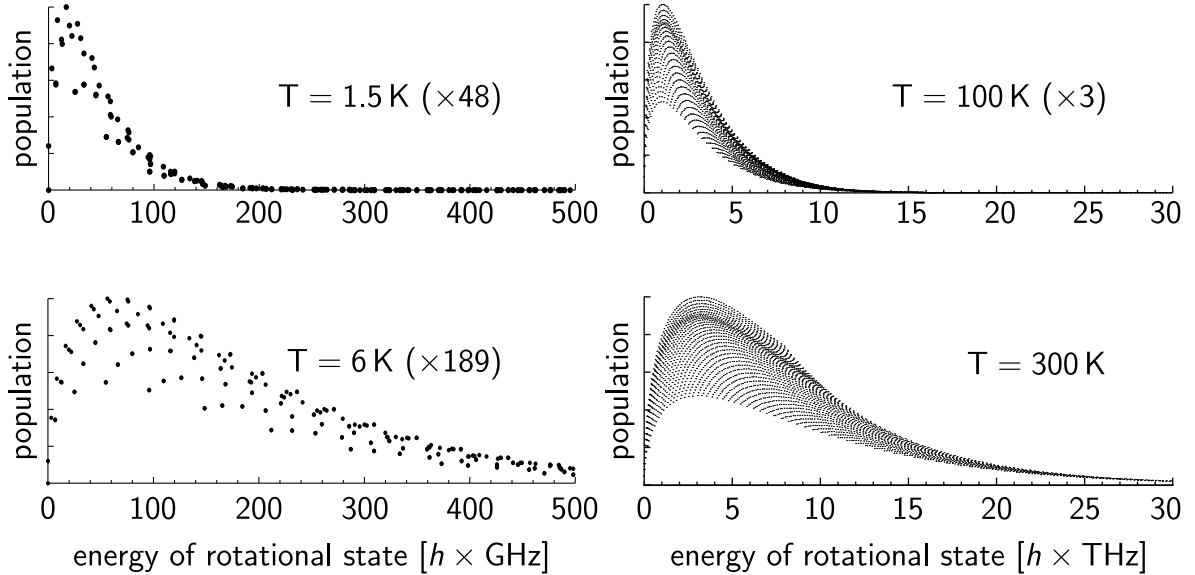 population
T = 1.5 K (×48)
0 100 200 300 400 500
population
T = 100 K (×3)
0 5 10 15 20 25 30
population
T = 6 K (×189)
0 100 200 300 400 500
energy of rotational state [h × GHz]
population
T = 300 K
0 5 10 15 20 25 30
energy of rotational state [h × THz]